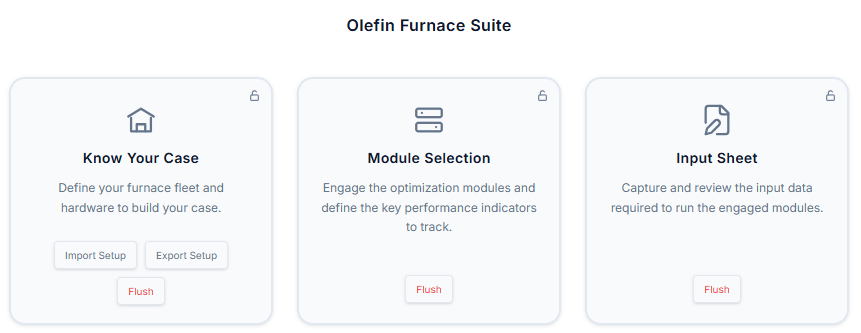 Olefin Furnace Suite
Know Your Case
Define your furnace fleet and
hardware to build your case.
Import Setup
Export Setup
Flush
Module Selection
Engage the optimization modules and
define the key performance indicators
to track.
Flush
Input Sheet
Capture and review the input data
required to run the engaged modules.
Flush